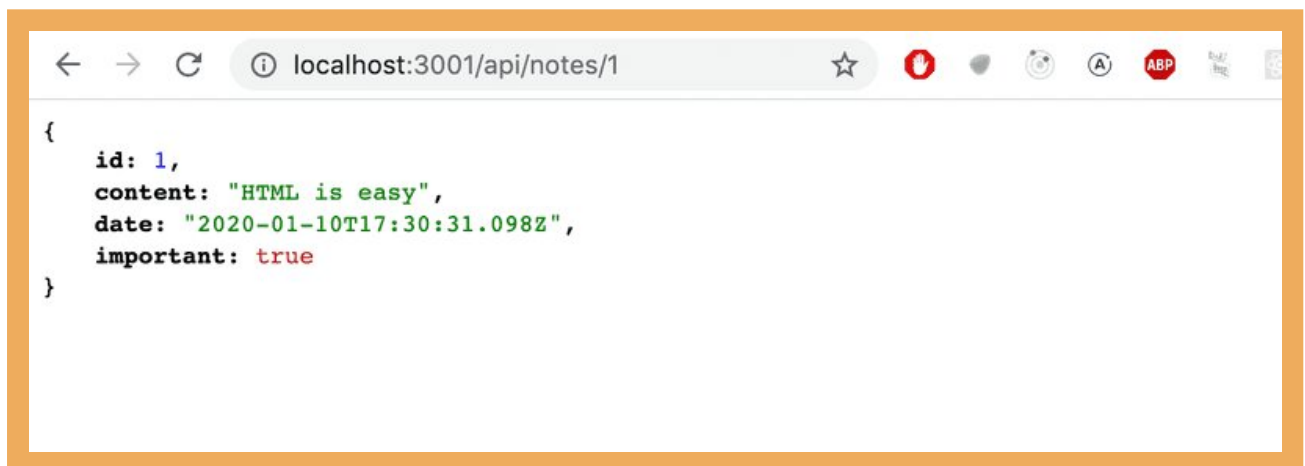 localhost:3001/api/notes/1
A
ABP
{
id: 1,
content: "HTML is easy",
date: "2020-01-10T17:30:31.098Z",
important: true
}